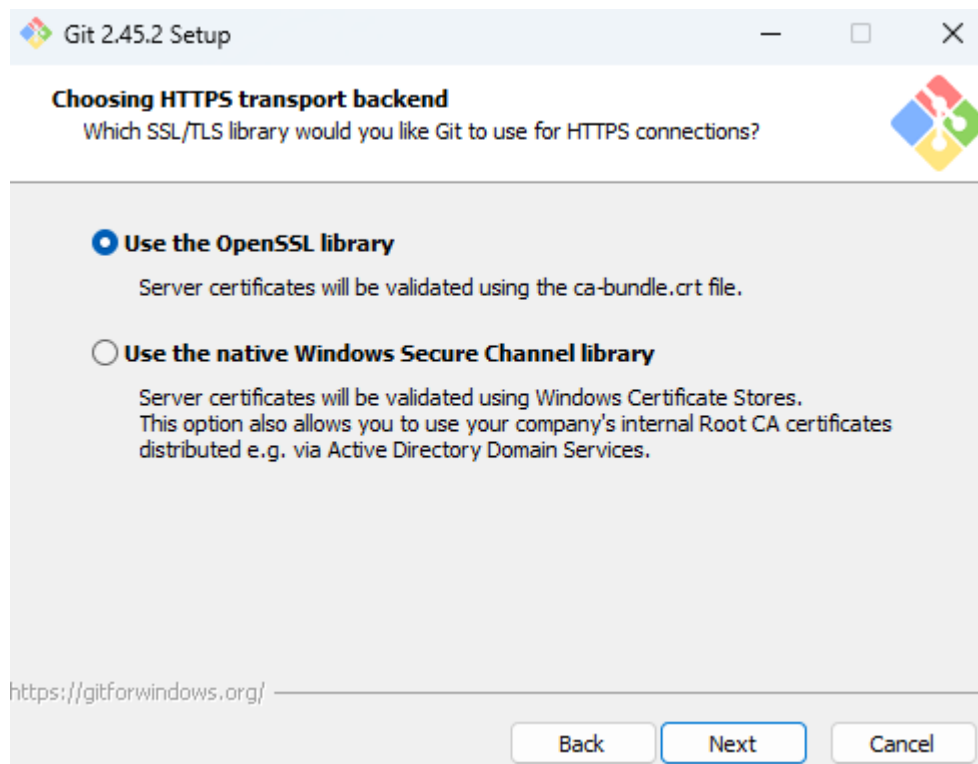 Git 2.45.2 Setup
Choosing HTTPS transport backend
Which SSL/TLS library would you like Git to use for HTTPS connections?
Use the OpenSSL library
Server certificates will be validated using the ca-bundle.crt file.
Use the native Windows Secure Channel library
Server certificates will be validated using Windows Certificate Stores.
This option also allows you to use your company's internal Root CA certificates
distributed e.g. via Active Directory Domain Services.
https://gitforwindows.org/
Back Next Cancel